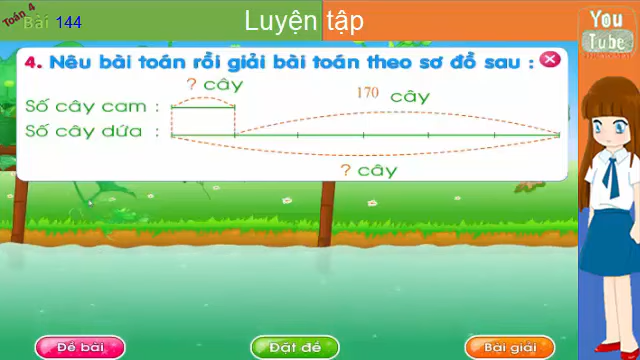 Toán 4
Bài 144
Luyện tập
You
Tube
4. Nêu bài toán rồi giải bài toán theo sơ đồ sau :
? cây
170 cây
Số cây cam :
Số cây dứa :
? cây
Đề bài
Đặt đề
Bài giải